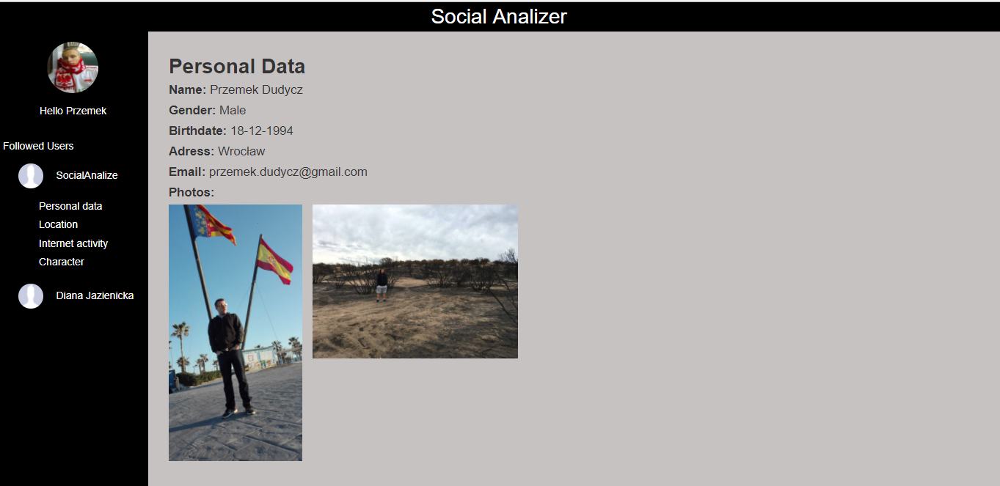 Social Analizer
Hello Przemek
Followed Users
SocialAnalize
Personal data
Location
Internet activity
Character
Diana Jazienicka
Personal Data
Name: Przemek Dudycz
Gender: Male
Birthdate: 18-12-1994
Adress: Wrocław
Email: przemek.dudycz@gmail.com
Photos: